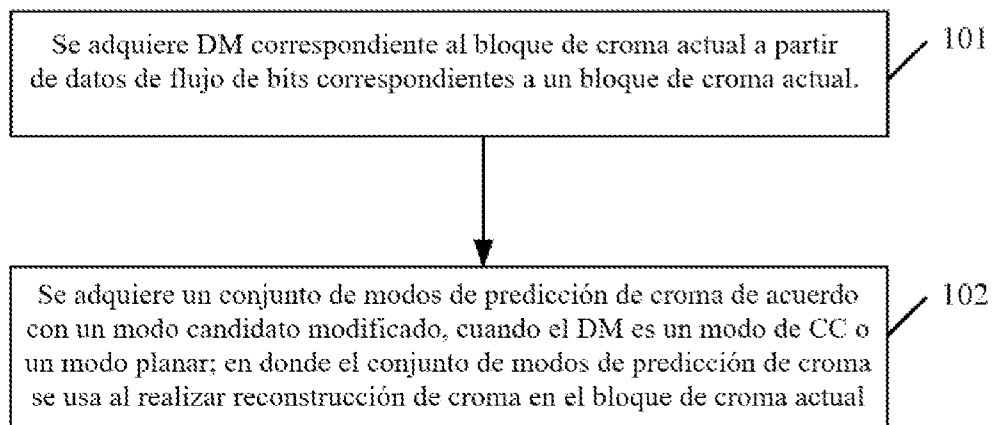 Se adquiere DM correspondiente al bloque de croma actual a partir
de datos de flujo de bits correspondientes a un bloque de croma actual.
101
Se adquiere un conjunto de modos de predicción de croma de acuerdo
con un modo candidato modificado, cuando el DM es un modo de CC o
un modo planar; en donde el conjunto de modos de predicción de croma
se usa al realizar reconstrucción de croma en el bloque de croma actual
102